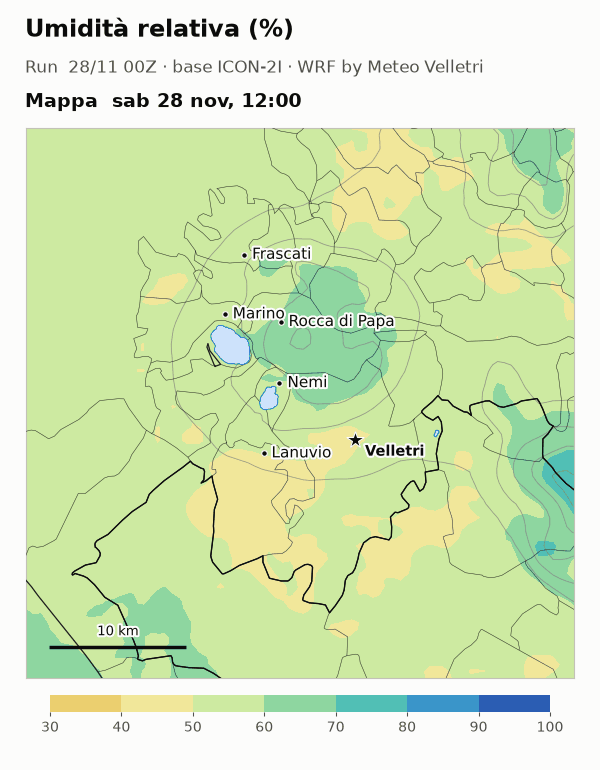 Umidità relativa (%)
Run 28/11 00Z · base ICON-2I · WRF by Meteo Velletri
Mappa sab 28 nov, 12:00
Frascati
Marino
Rocca di Papa
Nemi
Velletri
Lanuvio
10 km
30 40 50 60 70 80 90 100